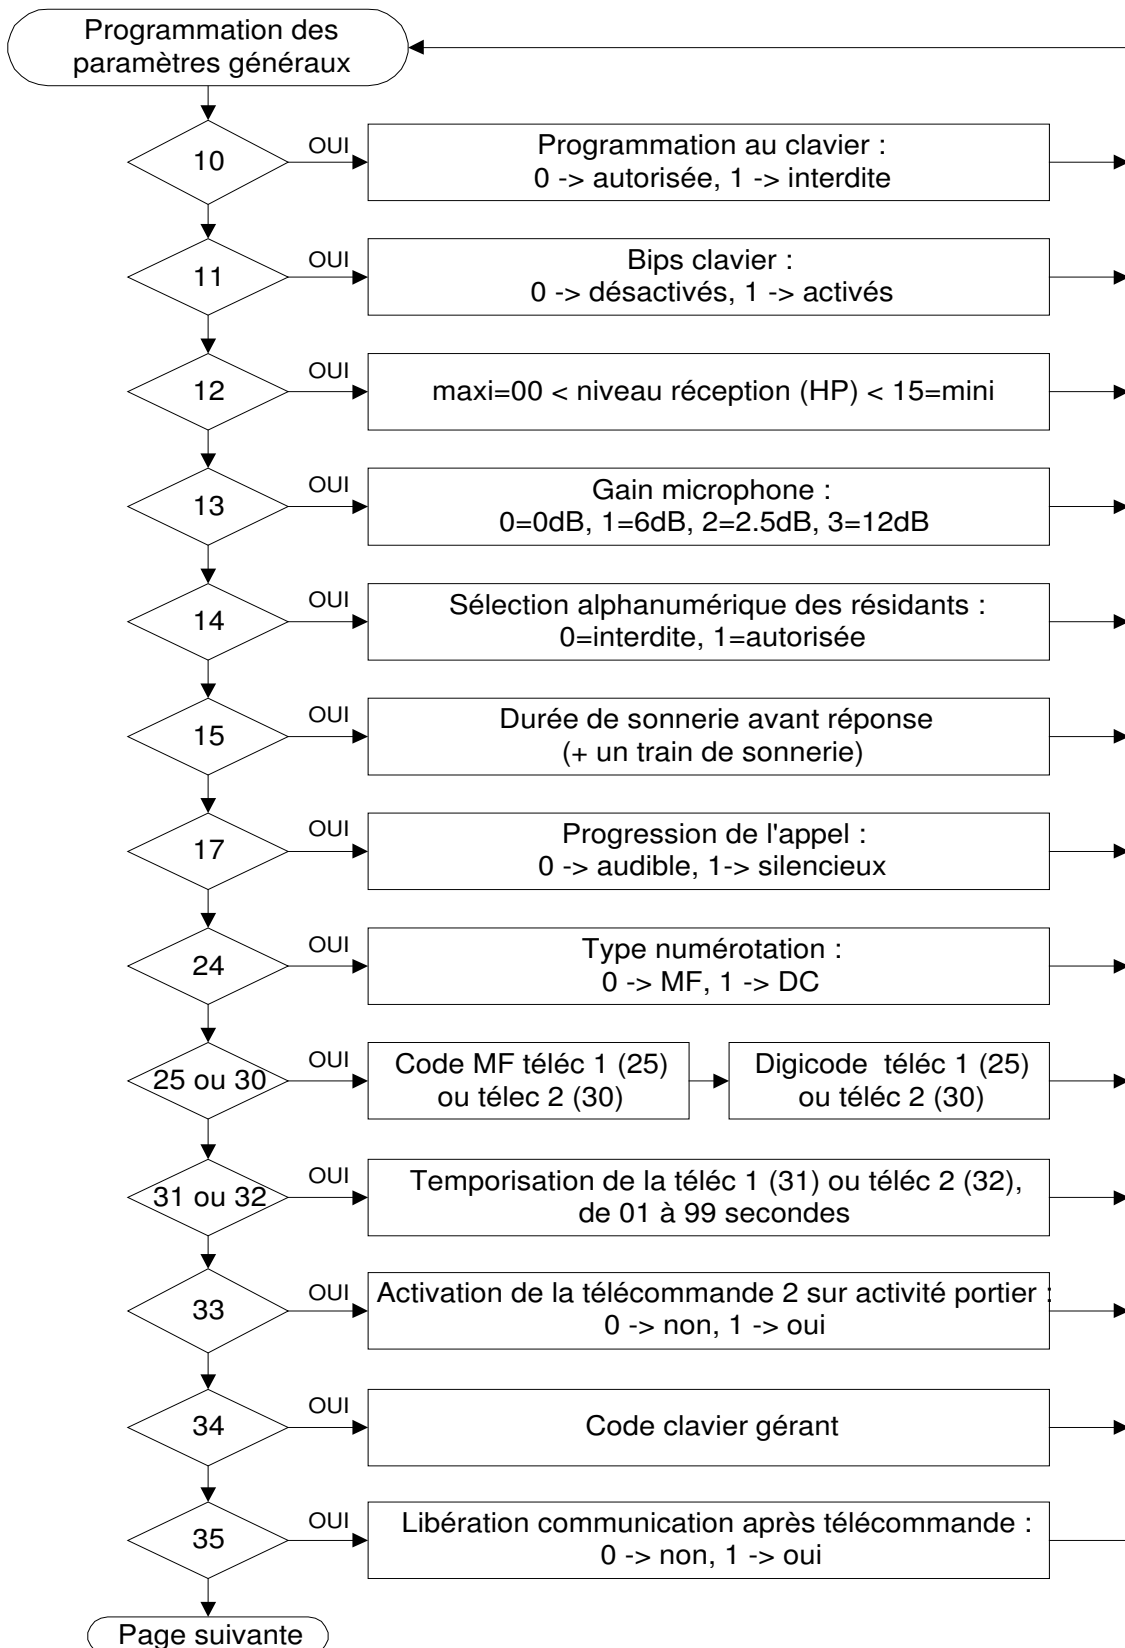 Programmation des
paramètres généraux
10
OUI
Programmation au clavier :
0 -> autorisée, 1 -> interdite
11
OUI
Bips clavier :
0 -> désactivés, 1 -> activés
12
OUI
maxi=00 < niveau réception (HP) < 15=mini
13
OUI
Gain microphone :
0=0dB, 1=6dB, 2=2.5dB, 3=12dB
14
OUI
Sélection alphanumérique des résidants :
0=interdite, 1=autorisée
15
OUI
Durée de sonnerie avant réponse
(+ un train de sonnerie)
17
OUI
Progression de l'appel :
0 -> audible, 1-> silencieux
24
OUI
Type numérotation :
0 -> MF, 1 -> DC
25 ou 30
OUI
Code MF téléc 1 (25)
ou télec 2 (30)
Digicode  téléc 1 (25)
ou téléc 2 (30)
31 ou 32
OUI
Temporisation de la téléc 1 (31) ou téléc 2 (32),
de 01 à 99 secondes
33
OUI
Activation de la télécommande 2 sur activité portier :
0 -> non, 1 -> oui
34
OUI
Code clavier gérant
35
OUI
Libération communication après télécommande :
0 -> non, 1 -> oui
Page suivante